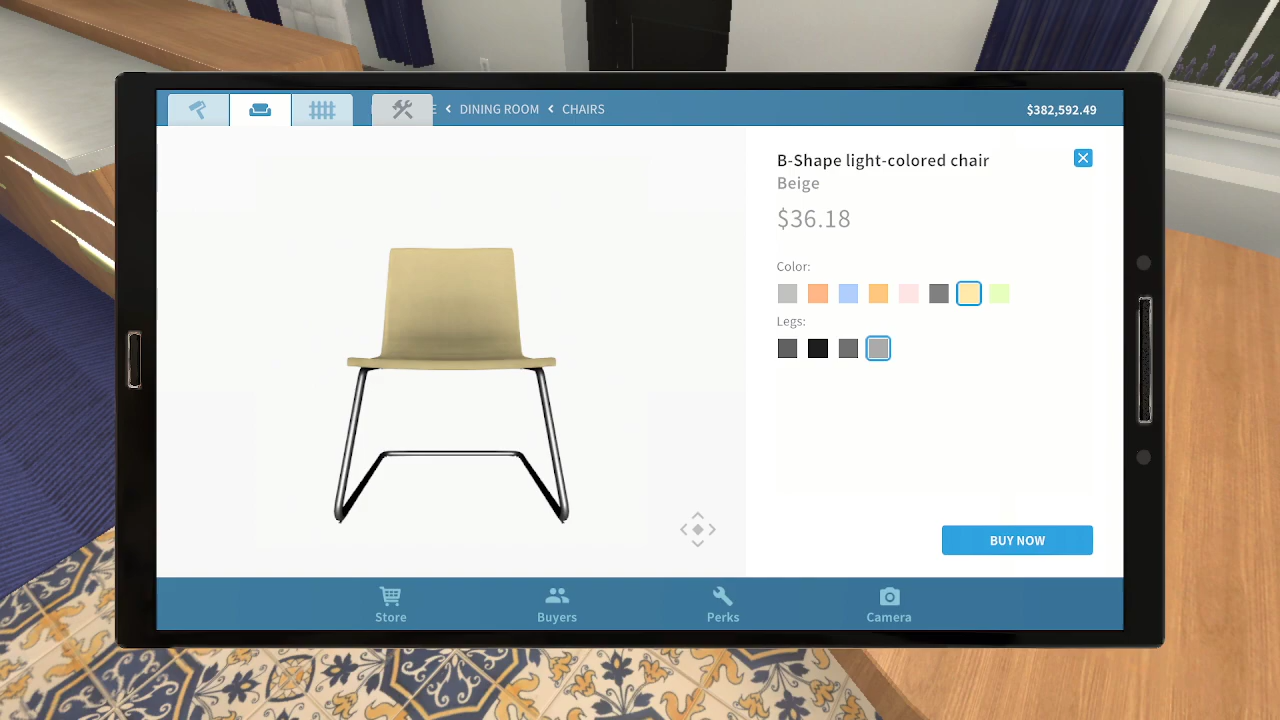 E < DINING ROOM < CHAIRS
$382,592.49
B-Shape light-colored chair
Beige
$36.18
Color:
Legs:
BUY NOW
Store
Buyers
Perks
Camera